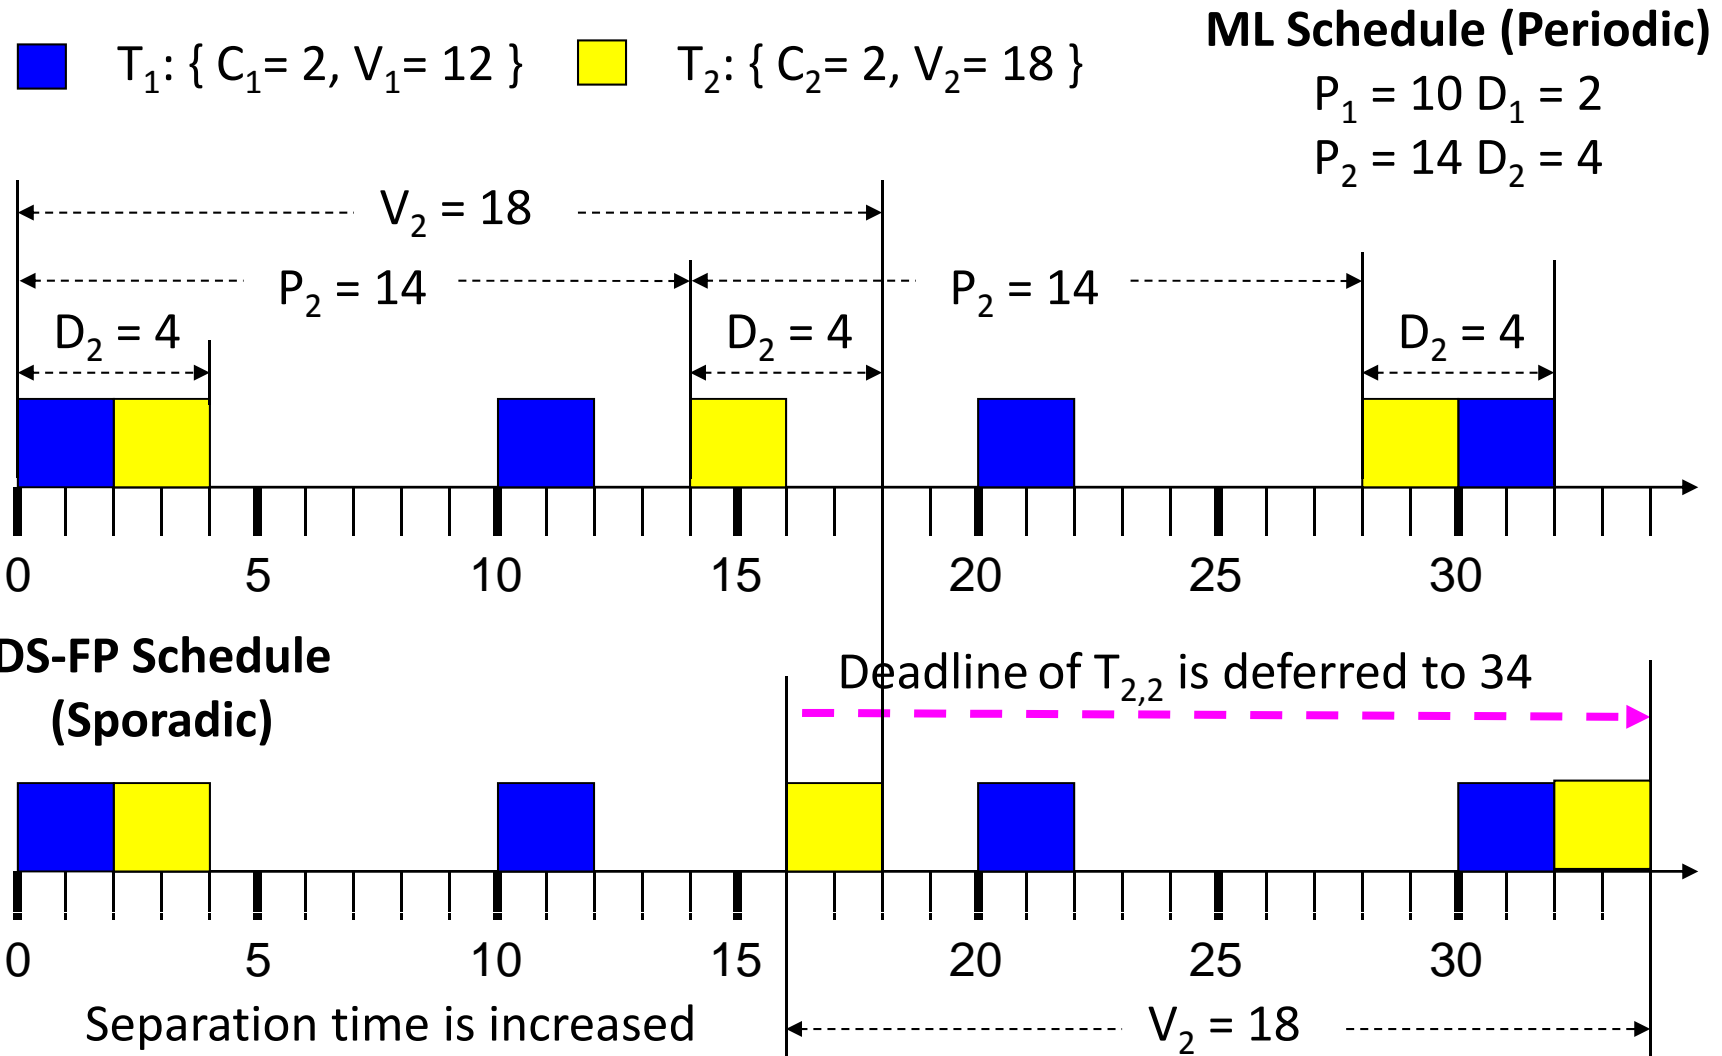 T₁: { C₁= 2, V₁= 12 } T₂: { C₂= 2, V₂= 18 }
ML Schedule (Periodic)
P₁ = 10 D₁ = 2
P₂ = 14 D₂ = 4
V₂ = 18
P₂ = 14 P₂ = 14
D₂ = 4 D₂ = 4 D₂ = 4
0 5 10 15 20 25 30
DS-FP Schedule
(Sporadic)
Deadline of T₂,₂ is deferred to 34
0 5 10 15 20 25 30
Separation time is increased
V₂ = 18